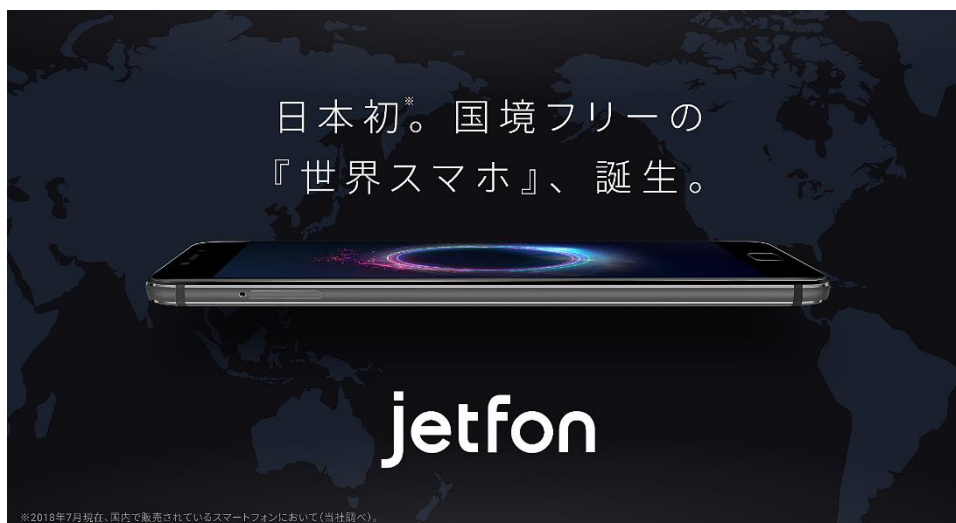 日本初※。国境フリーの
『世界スマホ』、誕生。
jetfon
※2018年7月現在、国内で販売されているスマートフォンにおいて(当社調べ)。